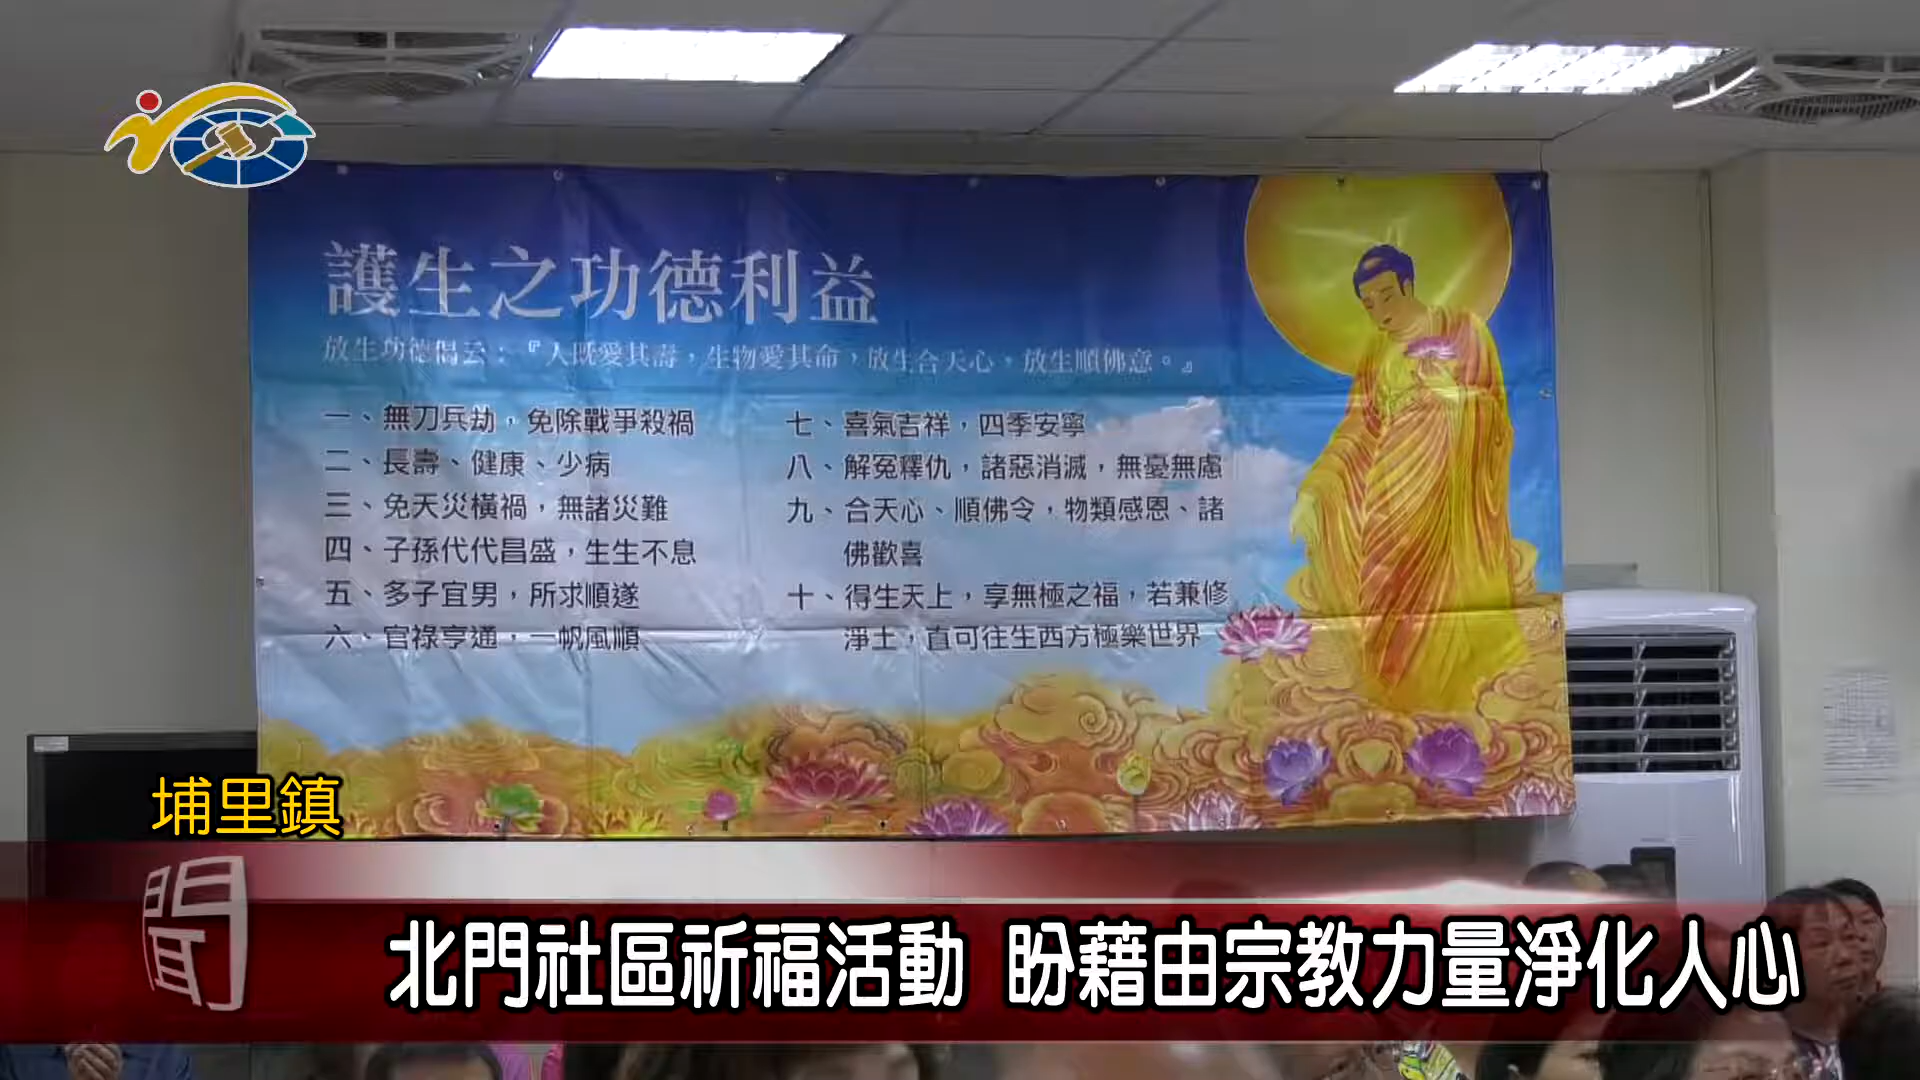 護生之功德利益
放生功德偈云：『人既愛其壽，生物愛其命，放生合天心，放生順佛意。』
一、無刀兵劫，免除戰爭殺禍
二、長壽、健康、少病
三、免天災橫禍，無諸災難
四、子孫代代昌盛，生生不息
五、多子宜男，所求順遂
六、官祿亨通，一帆風順
七、喜氣吉祥，四季安寧
八、解冤釋仇，諸惡消滅，無憂無慮
九、合天心、順佛令，物類感恩、諸
佛歡喜
十、得生天上，享無極之福，若兼修
淨土，直可往生西方極樂世界
埔里鎮
聞
北門社區祈福活動 盼藉由宗教力量淨化人心